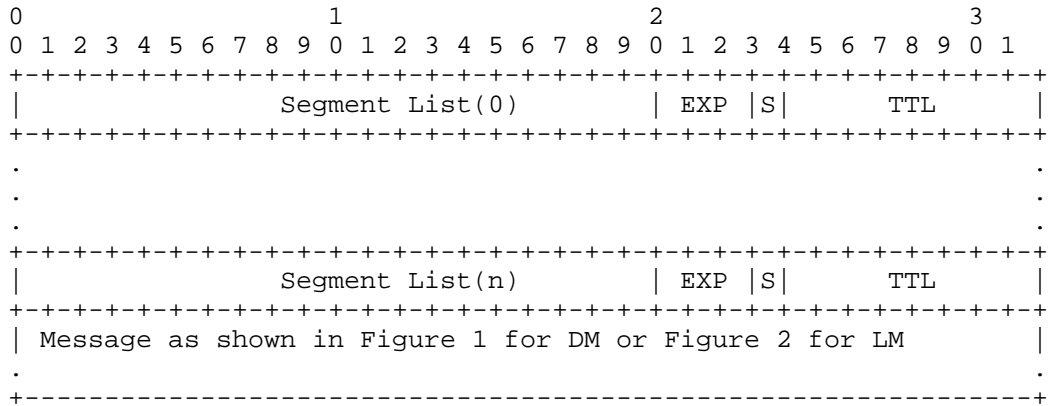 0                   1                   2                   3
0 1 2 3 4 5 6 7 8 9 0 1 2 3 4 5 6 7 8 9 0 1 2 3 4 5 6 7 8 9 0 1
+-+-+-+-+-+-+-+-+-+-+-+-+-+-+-+-+-+-+-+-+-+-+-+-+-+-+-+-+-+-+-+-+
|                Segment List(0)        | EXP |S|      TTL      |
+-+-+-+-+-+-+-+-+-+-+-+-+-+-+-+-+-+-+-+-+-+-+-+-+-+-+-+-+-+-+-+-+
.                                                               .
.                                                               .
.                                                               .
+-+-+-+-+-+-+-+-+-+-+-+-+-+-+-+-+-+-+-+-+-+-+-+-+-+-+-+-+-+-+-+-+
|                Segment List(n)        | EXP |S|      TTL      |
+-+-+-+-+-+-+-+-+-+-+-+-+-+-+-+-+-+-+-+-+-+-+-+-+-+-+-+-+-+-+-+-+
| Message as shown in Figure 1 for DM or Figure 2 for LM        |
.                                                               .
+---------------------------------------------------------------+